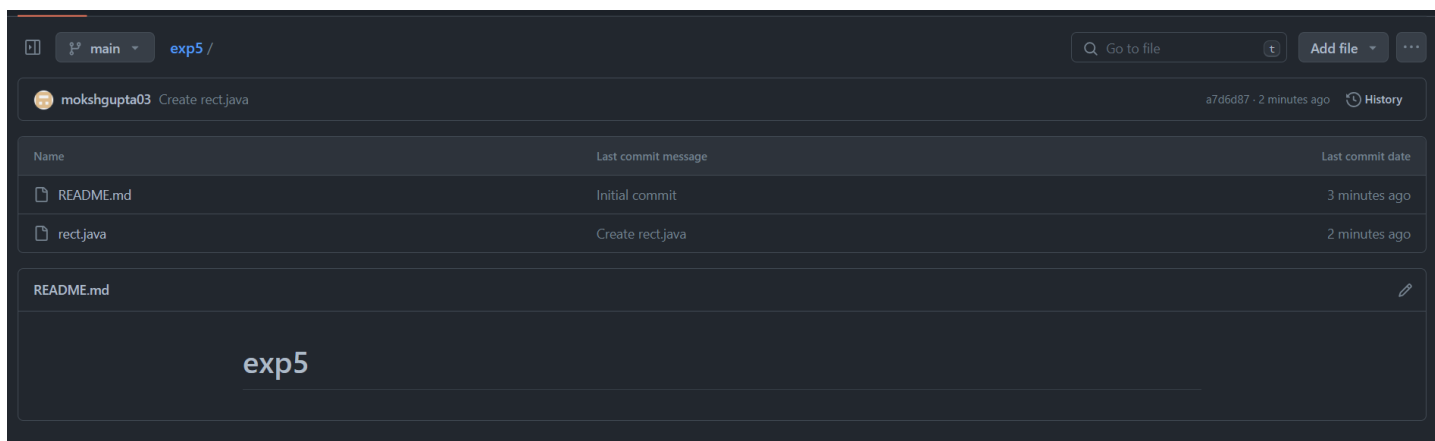 main exp5 / Go to file t Add file
mokshgupta03 Create rect.java a7d6d87 · 2 minutes ago History
Name Last commit message Last commit date
README.md Initial commit 3 minutes ago
rect.java Create rect.java 2 minutes ago
README.md
exp5